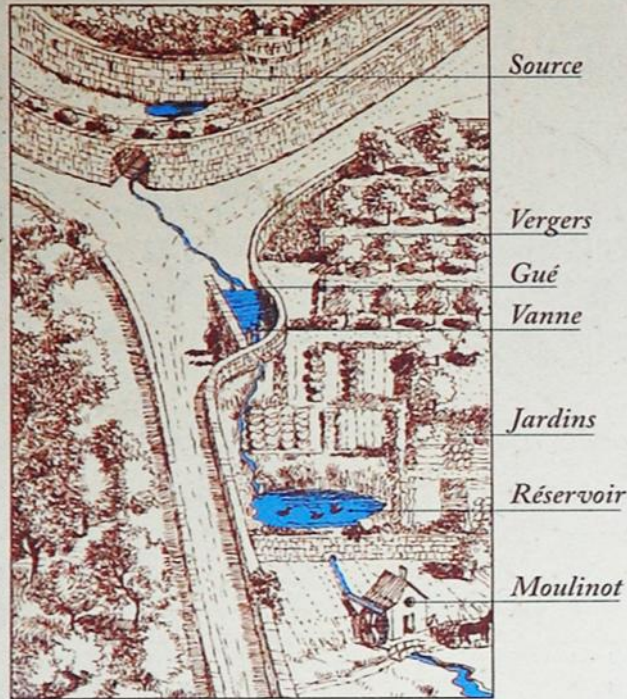 Source
Vergers
Gué
Vanne
Jardins
Réservoir
Moulinot